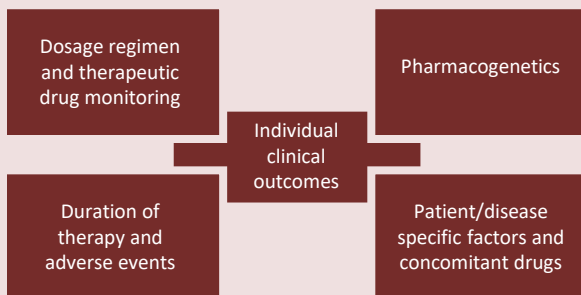 Dosage regimen
and therapeutic
drug monitoring
Pharmacogenetics
Individual
clinical
outcomes
Duration of
therapy and
adverse events
Patient/disease
specific factors and
concomitant drugs